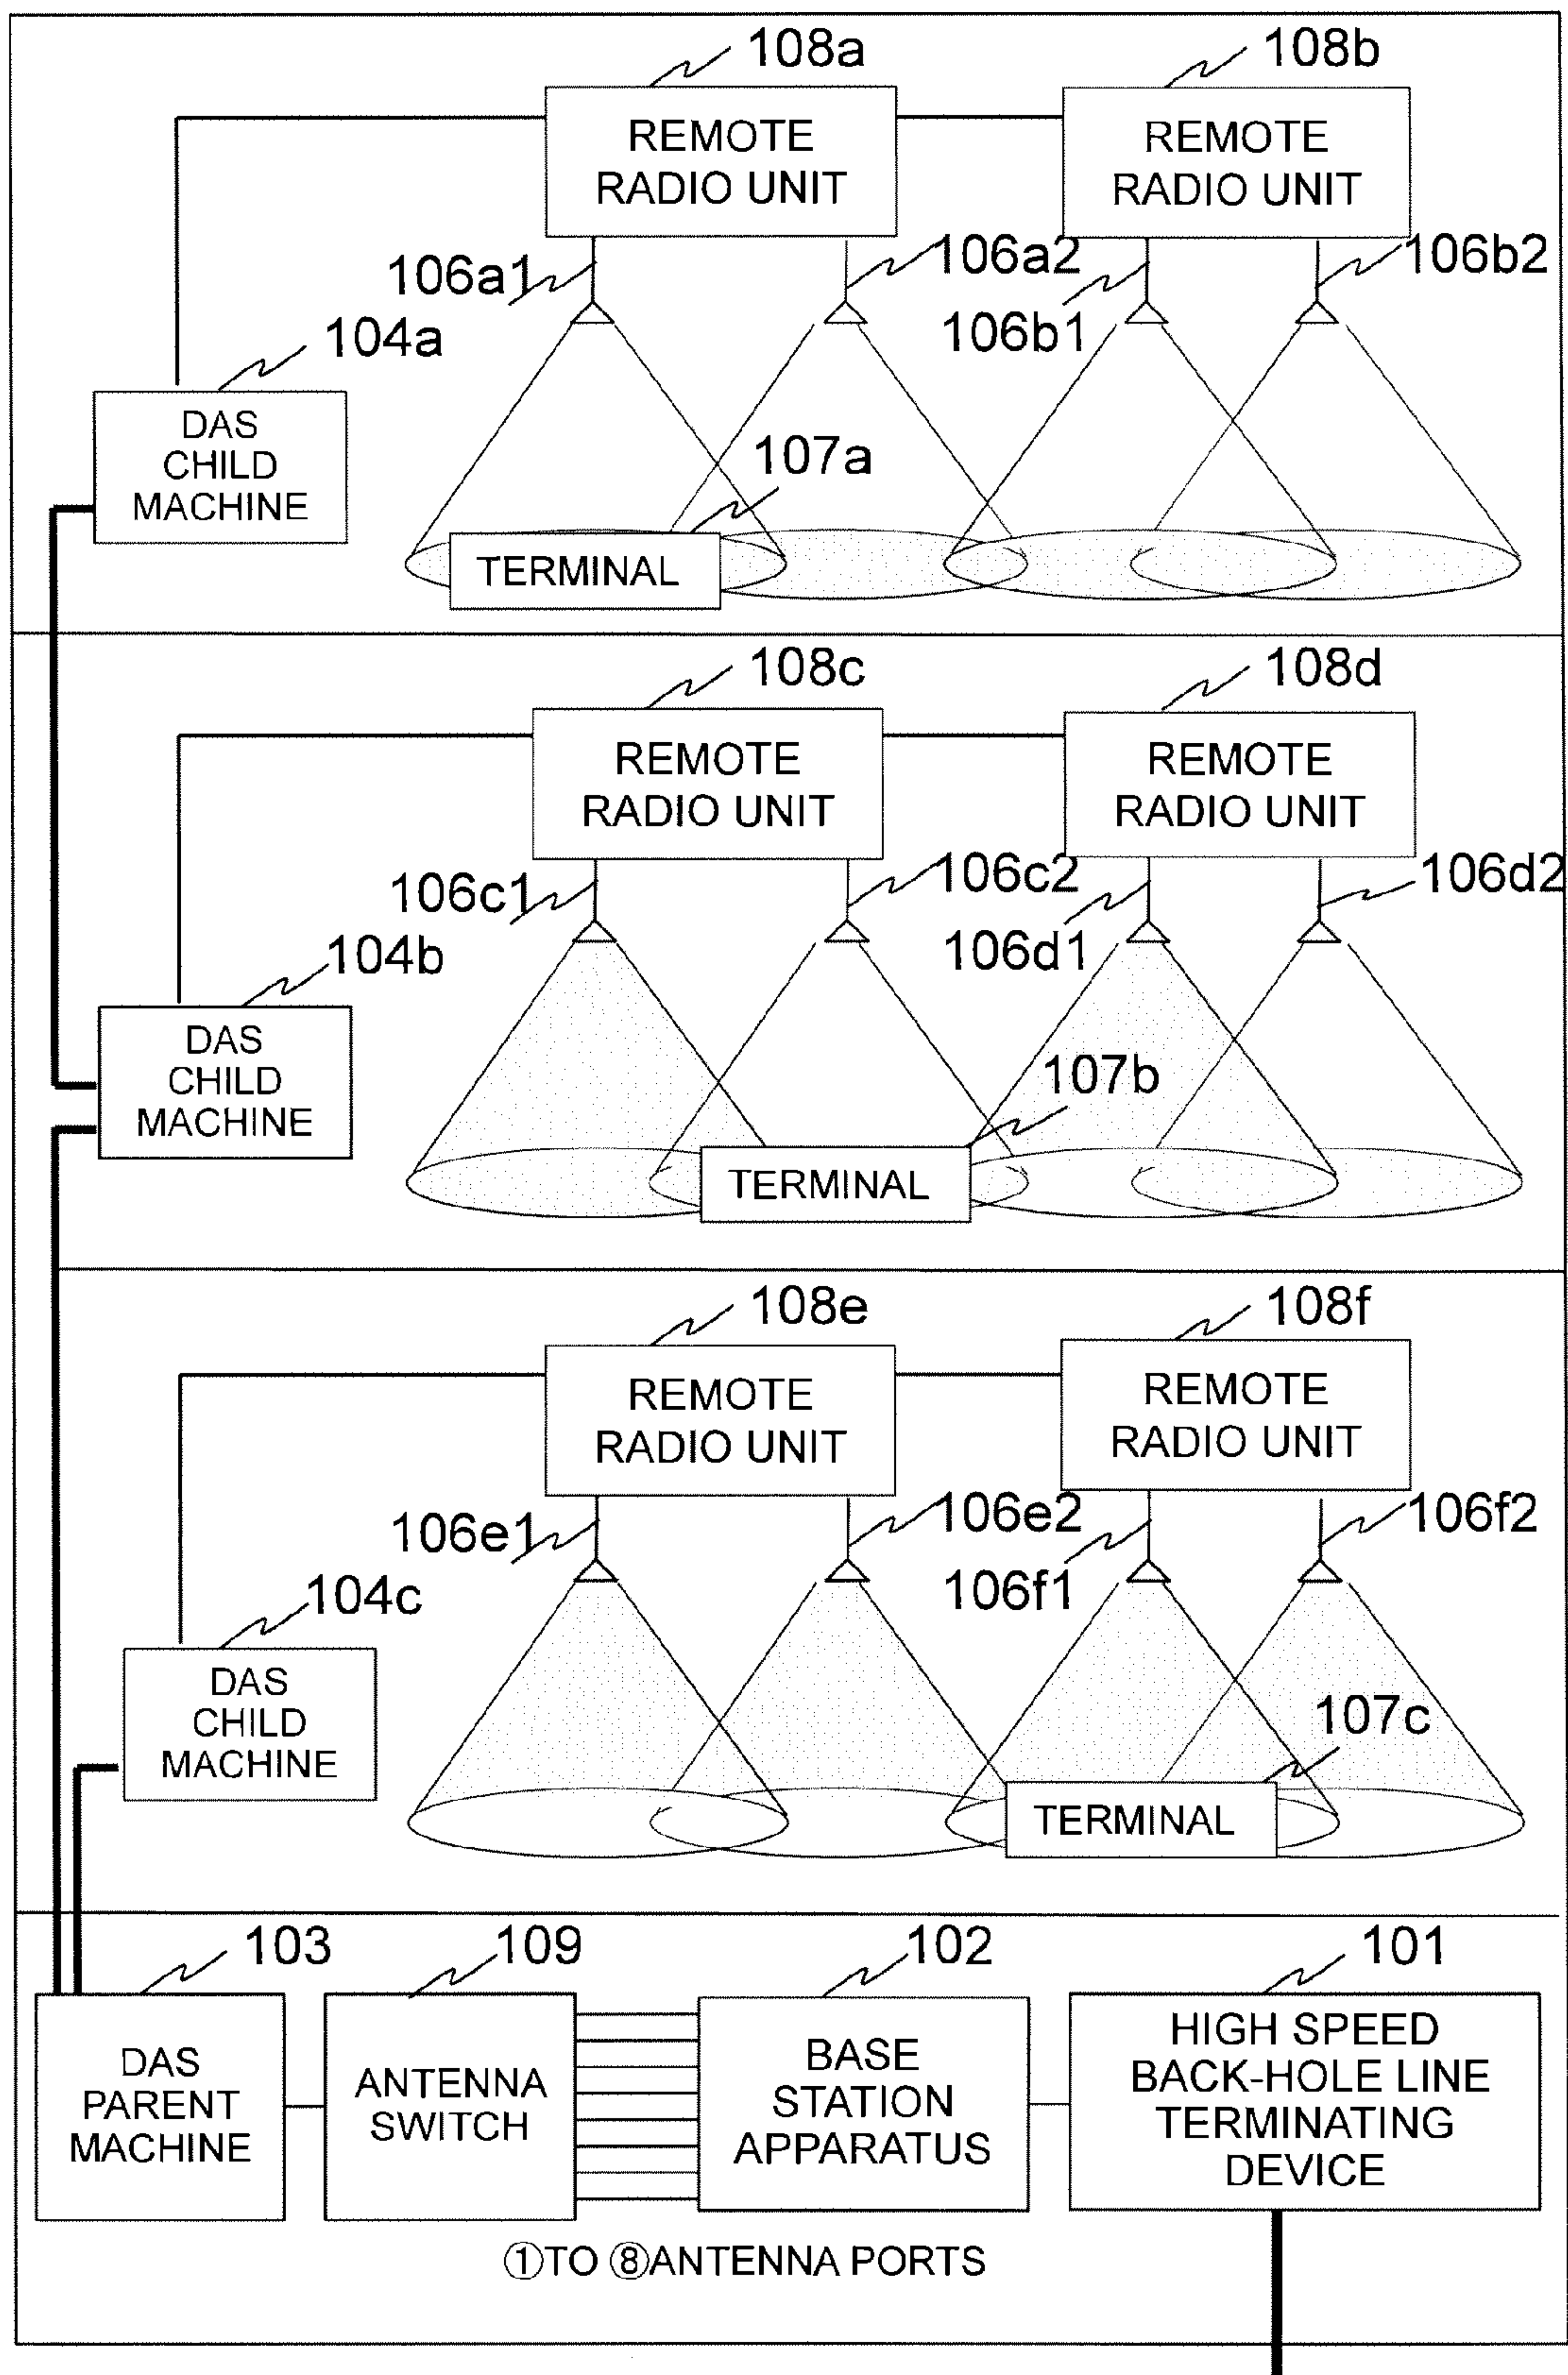 108a
108b
REMOTE
RADIO UNIT
REMOTE
RADIO UNIT
106a1
106a2
106b1
106b2
104a
DAS
CHILD
MACHINE
107a
TERMINAL
108c
108d
REMOTE
RADIO UNIT
REMOTE
RADIO UNIT
106c1
106c2
106d1
106d2
104b
DAS
CHILD
MACHINE
107b
TERMINAL
108e
108f
REMOTE
RADIO UNIT
REMOTE
RADIO UNIT
106e1
106e2
106f1
106f2
104c
DAS
CHILD
MACHINE
107c
TERMINAL
103
109
102
101
DAS
PARENT
MACHINE
ANTENNA
SWITCH
BASE
STATION
APPARATUS
HIGH SPEED
BACK-HOLE LINE
TERMINATING
DEVICE
①TO ⑧ANTENNA PORTS